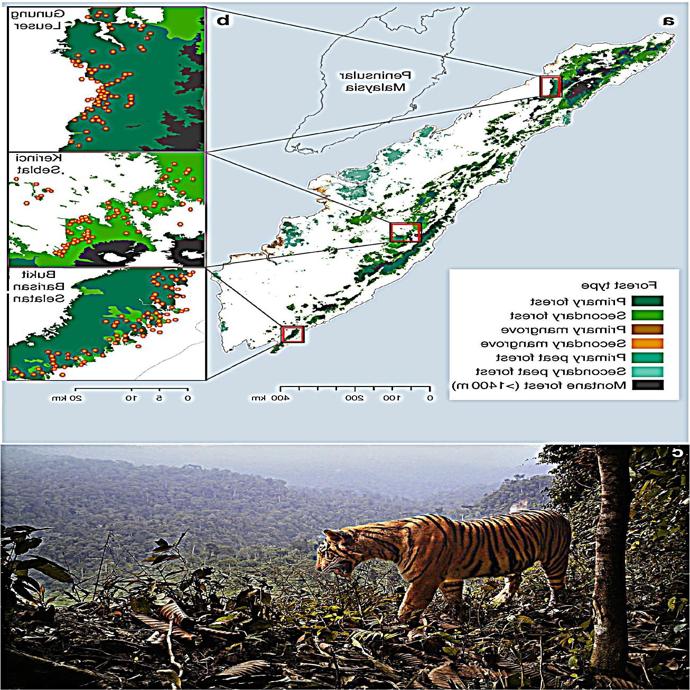 a
b
Gunung
Leuser
Peninsular
Malaysia
Kerinci
Seblat
Bukit
Barisan
Selatan
Forest type
Primary forest
Secondary forest
Primary mangrove
Secondary mangrove
Primary peat forest
Secondary peat forest
Montane forest (>1400 m)
0 5 10 20 km
0 100 200 400 km
c